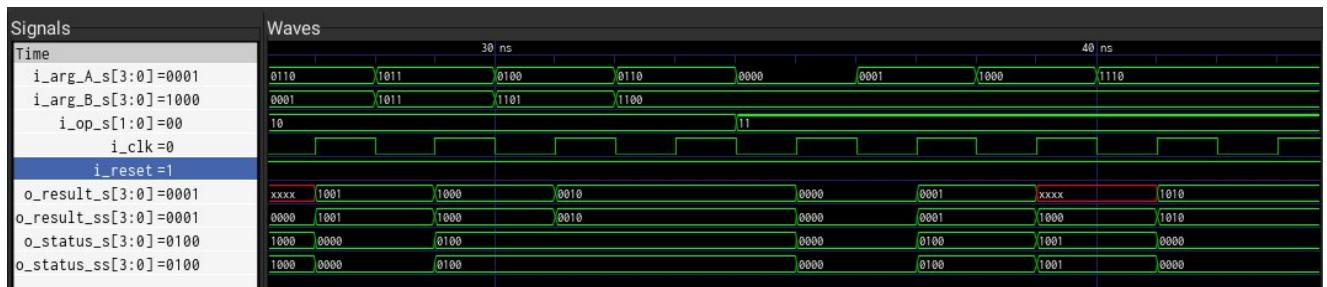 Signals
Waves
Time
30 ns 40 ns
i_arg_A_s[3:0]=0001
0110 1011 0100 0110 0000 0001 1000 1110
i_arg_B_s[3:0]=1000
0001 1011 1101 1100
i_op_s[1:0]=00
10 11
i_clk=0
i_reset=1
o_result_s[3:0]=0001
xxxx 1001 1000 0010 0000 0001 xxxx 1010
o_result_ss[3:0]=0001
0000 1001 1000 0010 0000 0001 1000 1010
o_status_s[3:0]=0100
1000 0000 0100 0000 0100 1001 0000
o_status_ss[3:0]=0100
1000 0000 0100 0000 0100 1001 0000